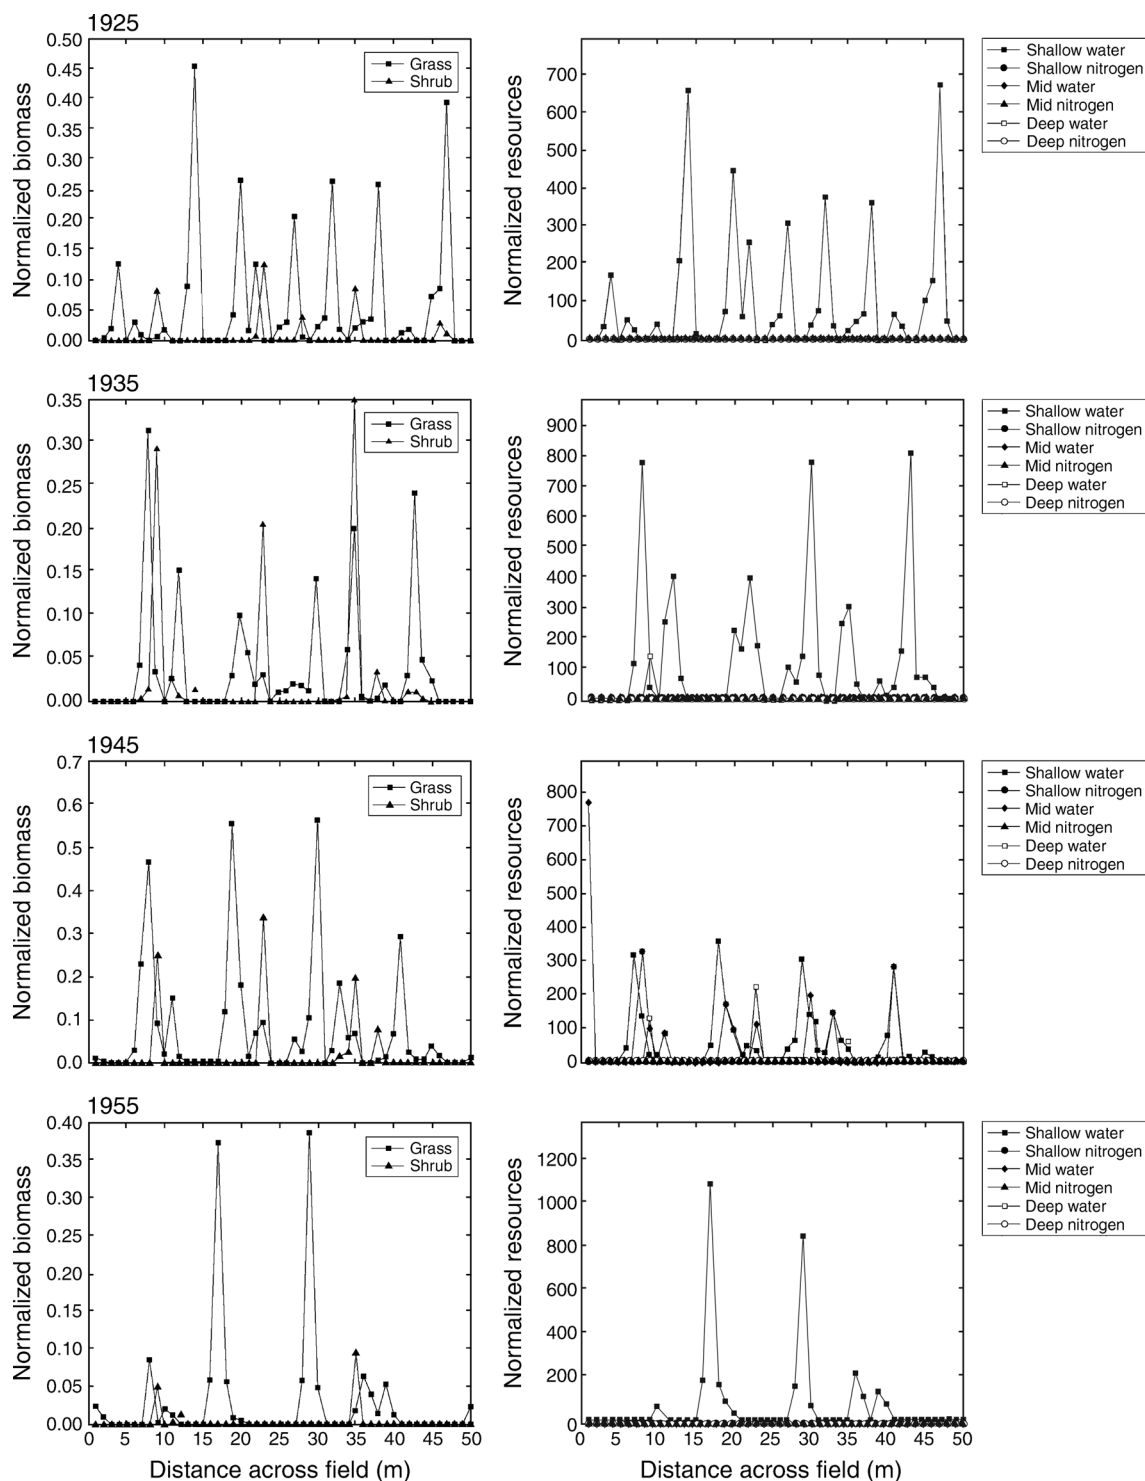 1925
0.50
0.45
0.40
0.35
0.30
0.25
0.20
0.15
0.10
0.05
0.00
Normalized biomass
Grass
Shrub
700
600
500
400
300
200
100
0
Normalized resources
Shallow water
Shallow nitrogen
Mid water
Mid nitrogen
Deep water
Deep nitrogen
1935
0.35
0.30
0.25
0.20
0.15
0.10
0.05
0.00
Normalized biomass
Grass
Shrub
900
800
700
600
500
400
300
200
100
0
Normalized resources
Shallow water
Shallow nitrogen
Mid water
Mid nitrogen
Deep water
Deep nitrogen
1945
0.7
0.6
0.5
0.4
0.3
0.2
0.1
0.0
Normalized biomass
Grass
Shrub
800
700
600
500
400
300
200
100
0
Normalized resources
Shallow water
Shallow nitrogen
Mid water
Mid nitrogen
Deep water
Deep nitrogen
1955
0.40
0.35
0.30
0.25
0.20
0.15
0.10
0.05
0.00
Normalized biomass
Grass
Shrub
0 5 10 15 20 25 30 35 40 45 50
Distance across field (m)
1200
1000
800
600
400
200
0
Normalized resources
Shallow water
Shallow nitrogen
Mid water
Mid nitrogen
Deep water
Deep nitrogen
0 5 10 15 20 25 30 35 40 45 50
Distance across field (m)